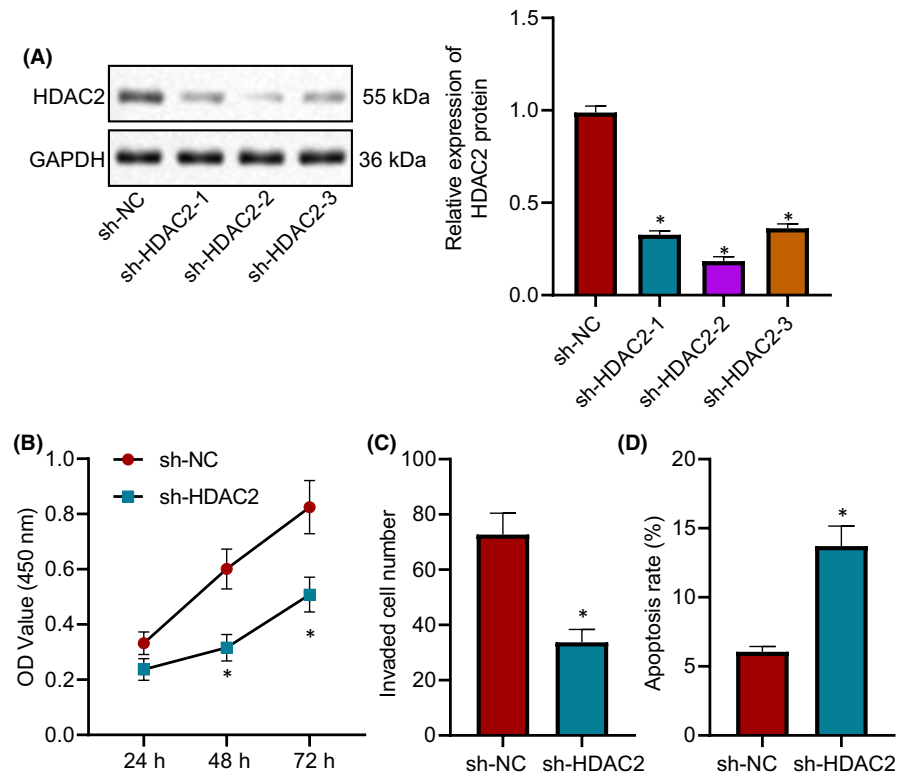 (A)
HDAC2
55 kDa
GAPDH
36 kDa
sh-NC
sh-HDAC2-1
sh-HDAC2-2
sh-HDAC2-3
Relative expression of
HDAC2 protein
1.5
1.0
0.5
0.0
*
*
*
sh-NC
sh-HDAC2-1
sh-HDAC2-2
sh-HDAC2-3
(B)
OD Value (450 nm)
1.0
0.8
0.6
0.4
0.2
0.0
sh-NC
sh-HDAC2
*
*
24 h
48 h
72 h
(C)
Invaded cell number
100
80
60
40
20
0
*
sh-NC
sh-HDAC2
(D)
Apoptosis rate (%)
20
15
10
5
0
*
sh-NC
sh-HDAC2